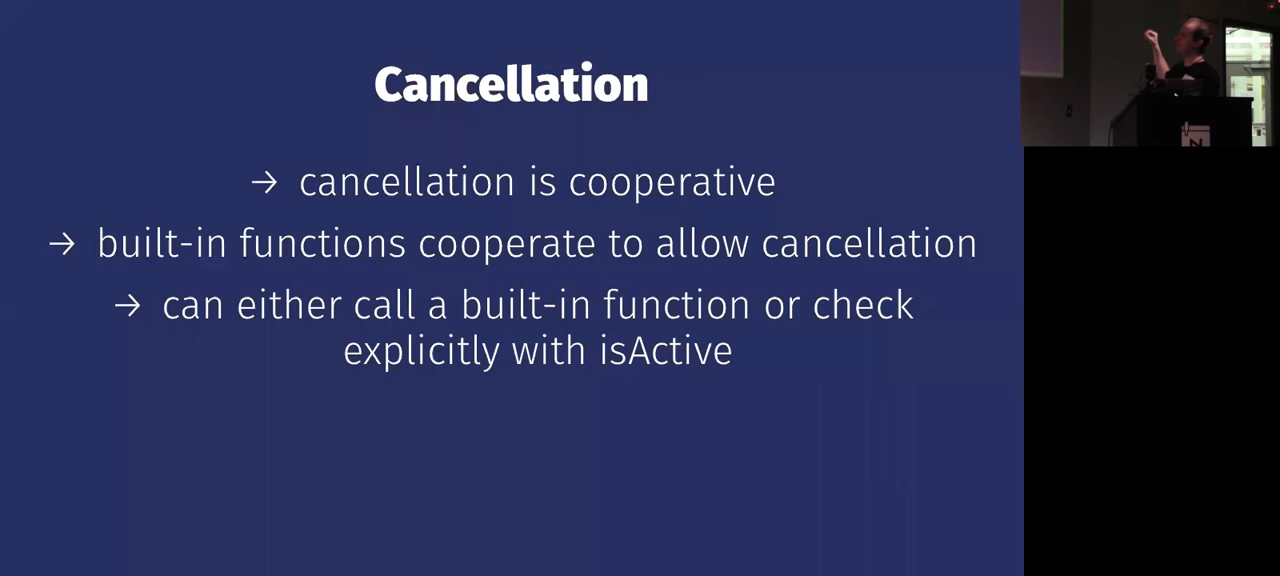 Cancellation
→ cancellation is cooperative
→ built-in functions cooperate to allow cancellation
→ can either call a built-in function or check
explicitly with isActive
N